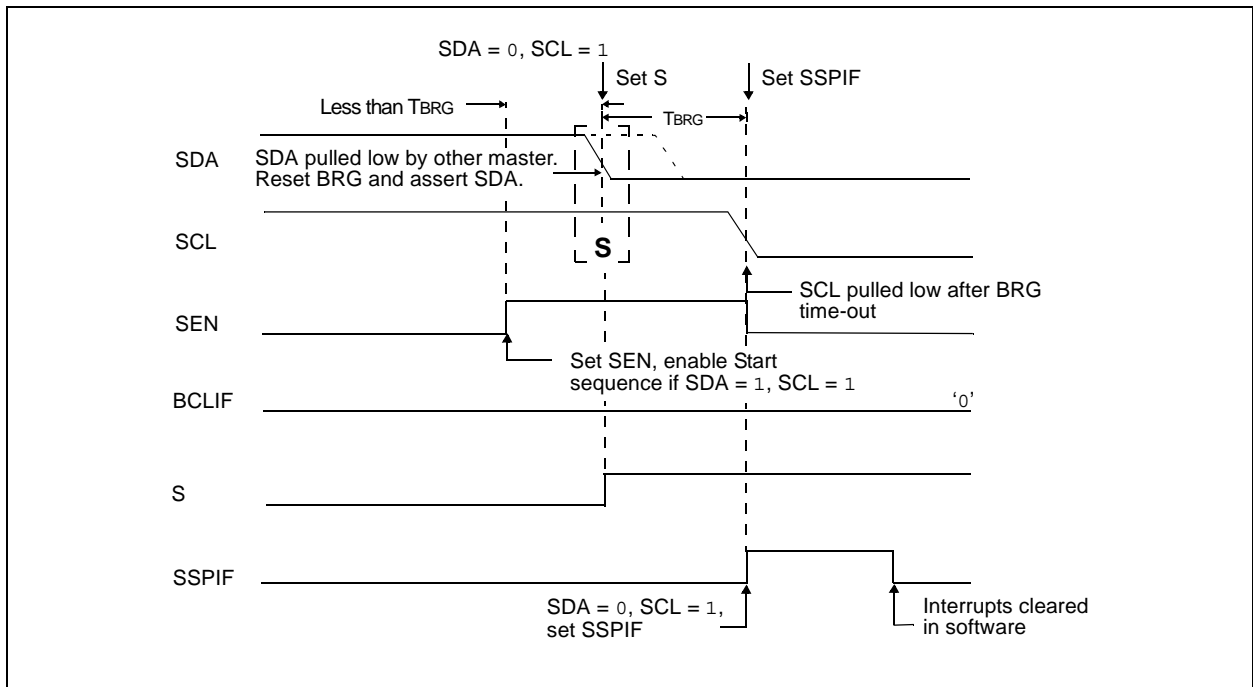 SDA = 0, SCL = 1
Set S
Set SSPIF
Less than TBRG
TBRG
SDA
SDA pulled low by other master.
Reset BRG and assert SDA.
SCL
S
SCL pulled low after BRG
time-out
SEN
Set SEN, enable Start
sequence if SDA = 1, SCL = 1
BCLIF
‘0’
S
SSPIF
SDA = 0, SCL = 1,
set SSPIF
Interrupts cleared
in software